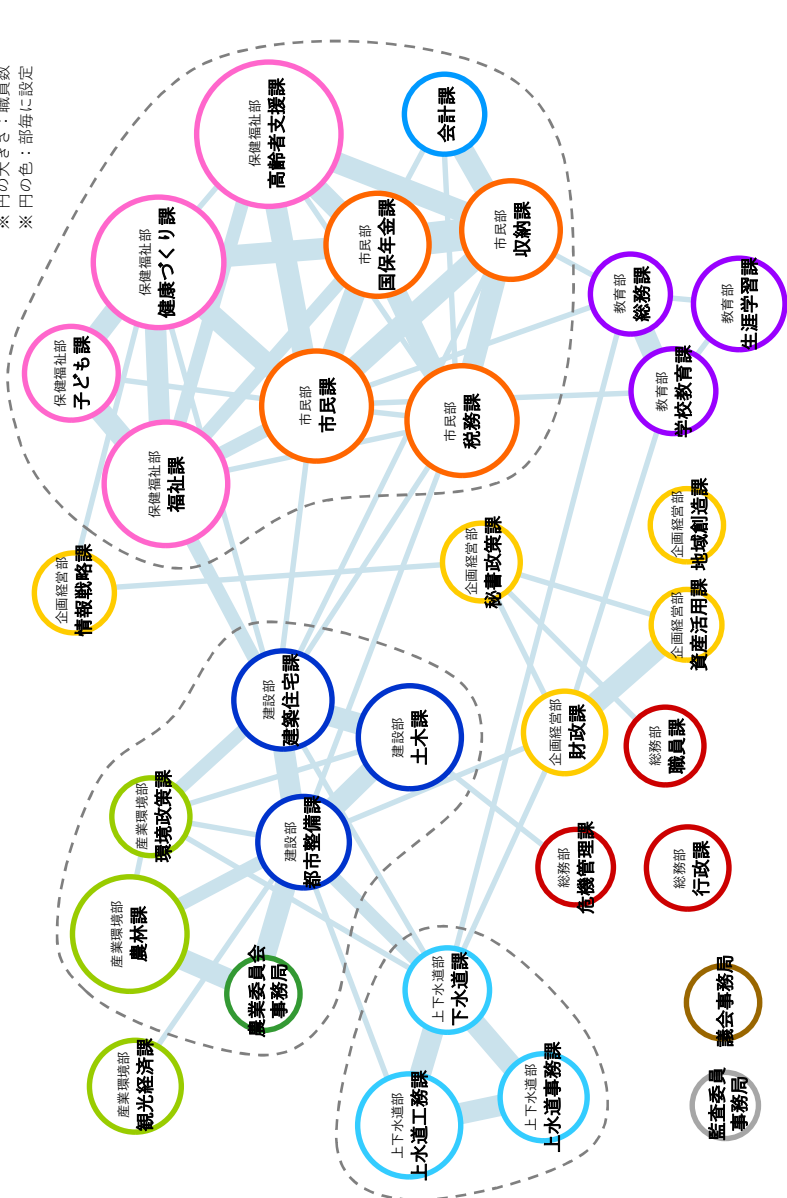 ※ 円の大きさ：職員数
※ 円の色：部毎に設定
保健福祉部
高齢者支援課
会計課
保健福祉部
健康づくり課
市民部
国保年金課
市民部
収納課
保健福祉部
子ども課
市民部
市民課
市民部
税務課
保健福祉部
福祉課
教育部
総務課
教育部
生涯学習課
教育部
学校教育課
企画経営部
情報戦略課
企画経営部
秘書政策課
企画経営部
地域創造課
企画経営部
資産活用課
企画経営部
財政課
総務部
職員課
建設部
建築住宅課
建設部
土木課
建設部
都市整備課
産業環境部
環境政策課
産業環境部
農林課
農業委員会
事務局
産業環境部
観光経済課
総務部
危機管理課
総務部
行政課
上下水道部
下水道課
上下水道部
上水道工務課
上下水道部
上水道事務課
議会事務局
監査委員
事務局